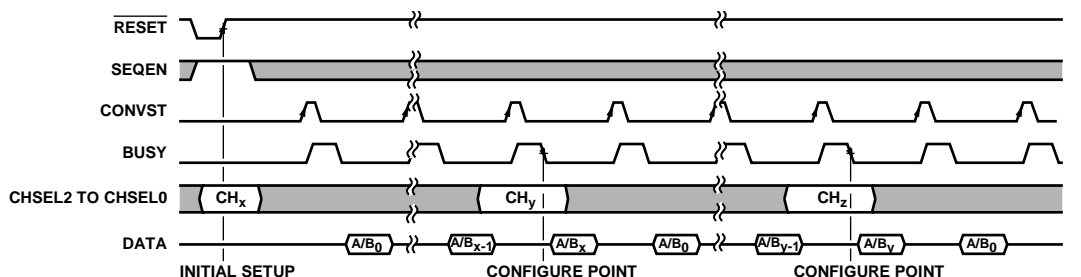 RESET
SEQEN
CONVST
BUSY
CHSEL2 TO CHSEL0 CHx CHy CHz
DATA A/B0 A/Bx-1 A/Bx A/B0 A/By-1 A/By A/B0
INITIAL SETUP CONFIGURE POINT CONFIGURE POINT